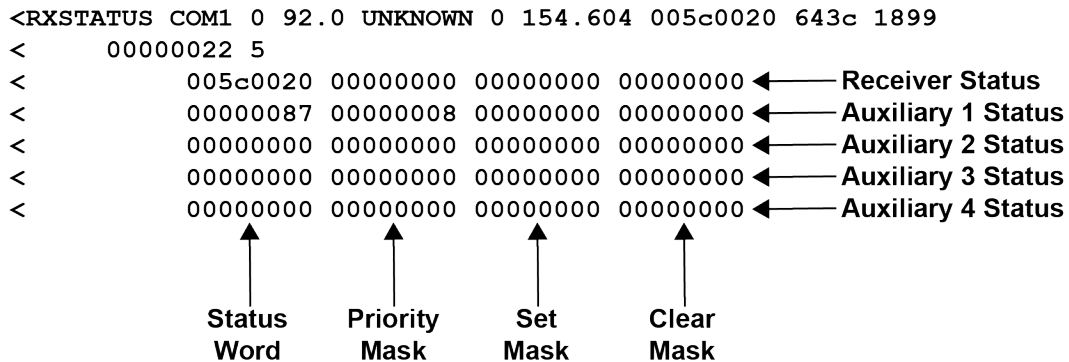 <RXSTATUS COM1 0 92.0 UNKNOWN 0 154.604 005c0020 643c 1899
< 00000022 5
< 005c0020 00000000 00000000 00000000 Receiver Status
< 00000087 00000008 00000000 00000000 Auxiliary 1 Status
< 00000000 00000000 00000000 00000000 Auxiliary 2 Status
< 00000000 00000000 00000000 00000000 Auxiliary 3 Status
< 00000000 00000000 00000000 00000000 Auxiliary 4 Status
Status Priority Set Clear
Word Mask Mask Mask